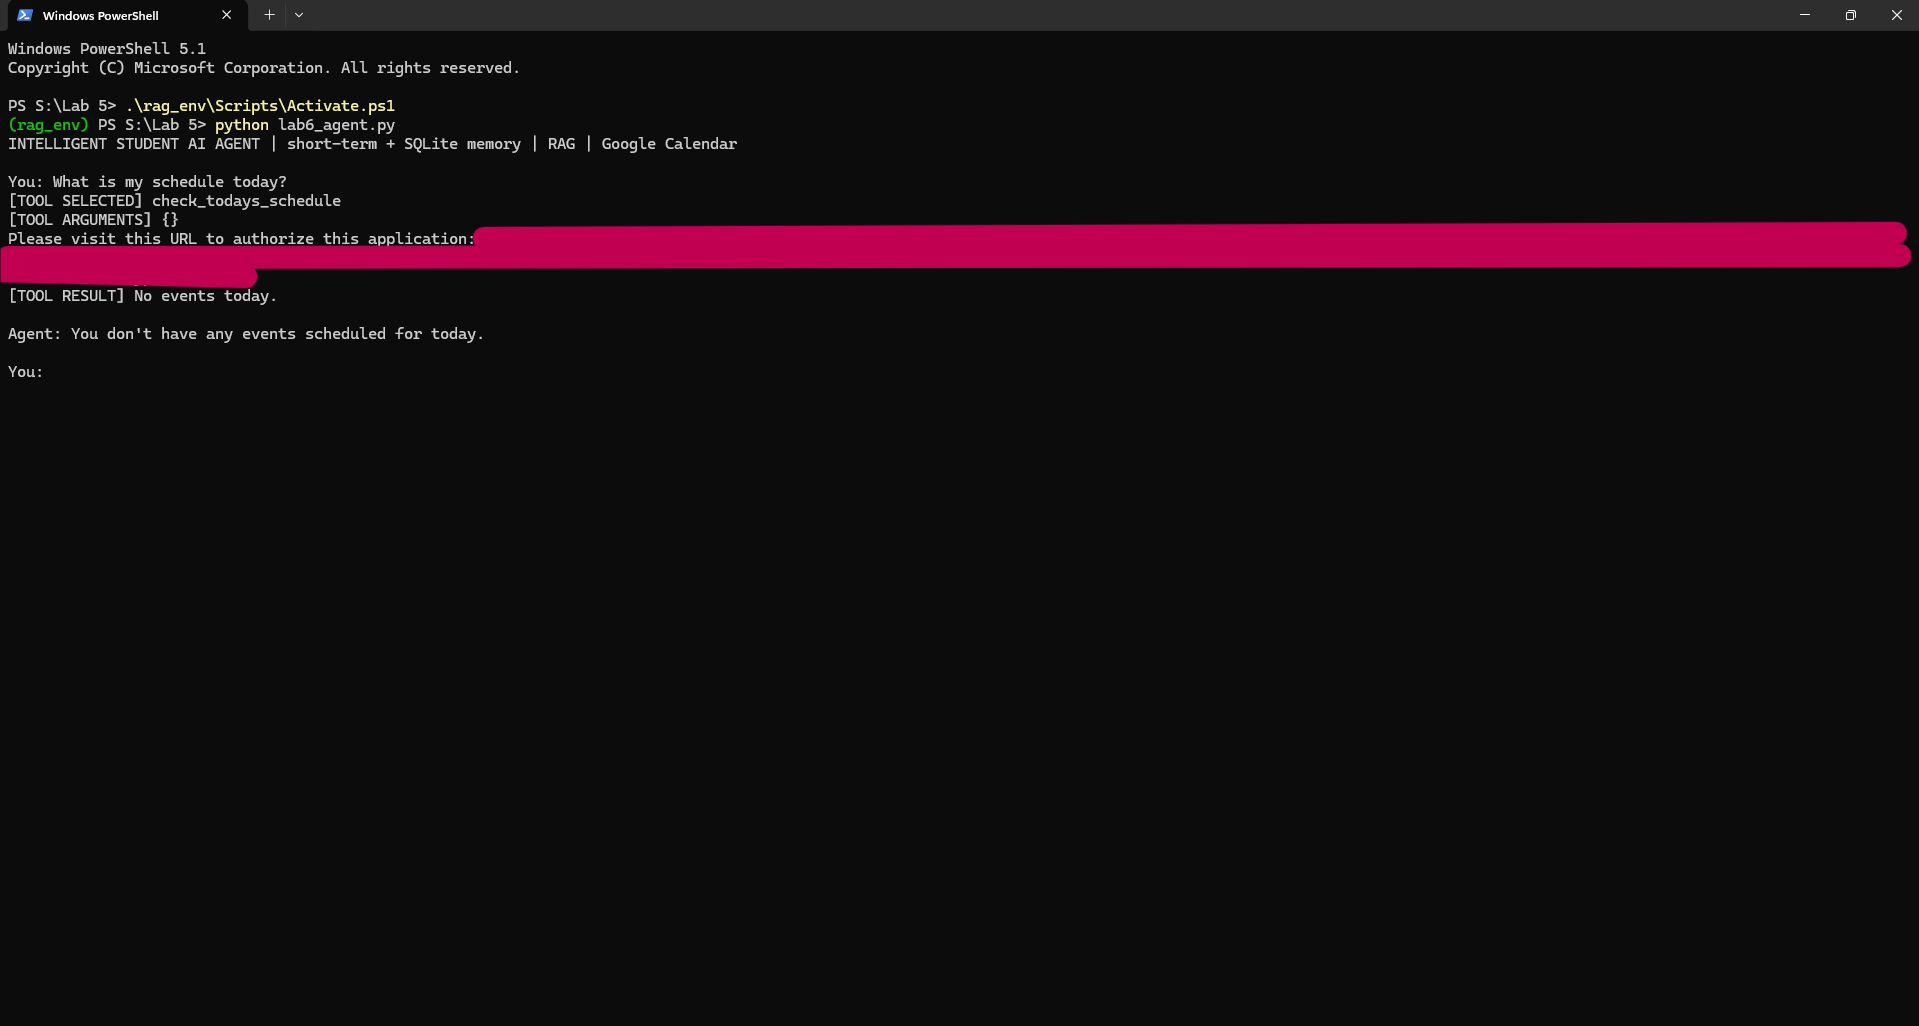 Windows PowerShell
Windows PowerShell 5.1
Copyright (C) Microsoft Corporation. All rights reserved.
PS S:\Lab 5> .\rag_env\Scripts\Activate.ps1
(rag_env) PS S:\Lab 5> python lab6_agent.py
INTELLIGENT STUDENT AI AGENT | short-term + SQLite memory | RAG | Google Calendar
You: What is my schedule today?
[TOOL SELECTED] check_todays_schedule
[TOOL ARGUMENTS] {}
Please visit this URL to authorize this application:
[TOOL RESULT] No events today.
Agent: You don't have any events scheduled for today.
You: